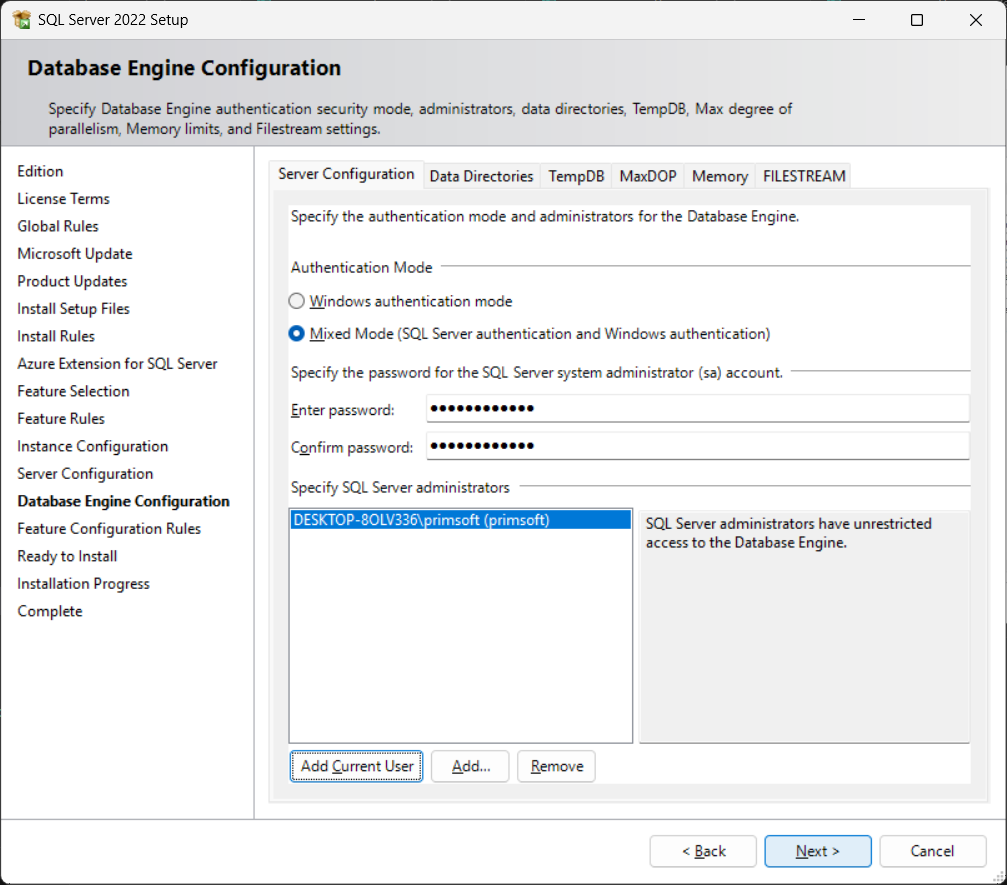 SQL Server 2022 Setup
Database Engine Configuration
Specify Database Engine authentication security mode, administrators, data directories, TempDB, Max degree of
parallelism, Memory limits, and Filestream settings.
Edition
License Terms
Global Rules
Microsoft Update
Product Updates
Install Setup Files
Install Rules
Azure Extension for SQL Server
Feature Selection
Feature Rules
Instance Configuration
Server Configuration
Database Engine Configuration
Feature Configuration Rules
Ready to Install
Installation Progress
Complete
Server Configuration Data Directories TempDB MaxDOP Memory FILESTREAM
Specify the authentication mode and administrators for the Database Engine.
Authentication Mode
Windows authentication mode
Mixed Mode (SQL Server authentication and Windows authentication)
Specify the password for the SQL Server system administrator (sa) account.
Enter password: ●●●●●●●●●●●●
Confirm password: ●●●●●●●●●●●●
Specify SQL Server administrators
DESKTOP-8OLV336\primsoft (primsoft)
SQL Server administrators have unrestricted
access to the Database Engine.
Add Current User Add... Remove
< Back Next > Cancel